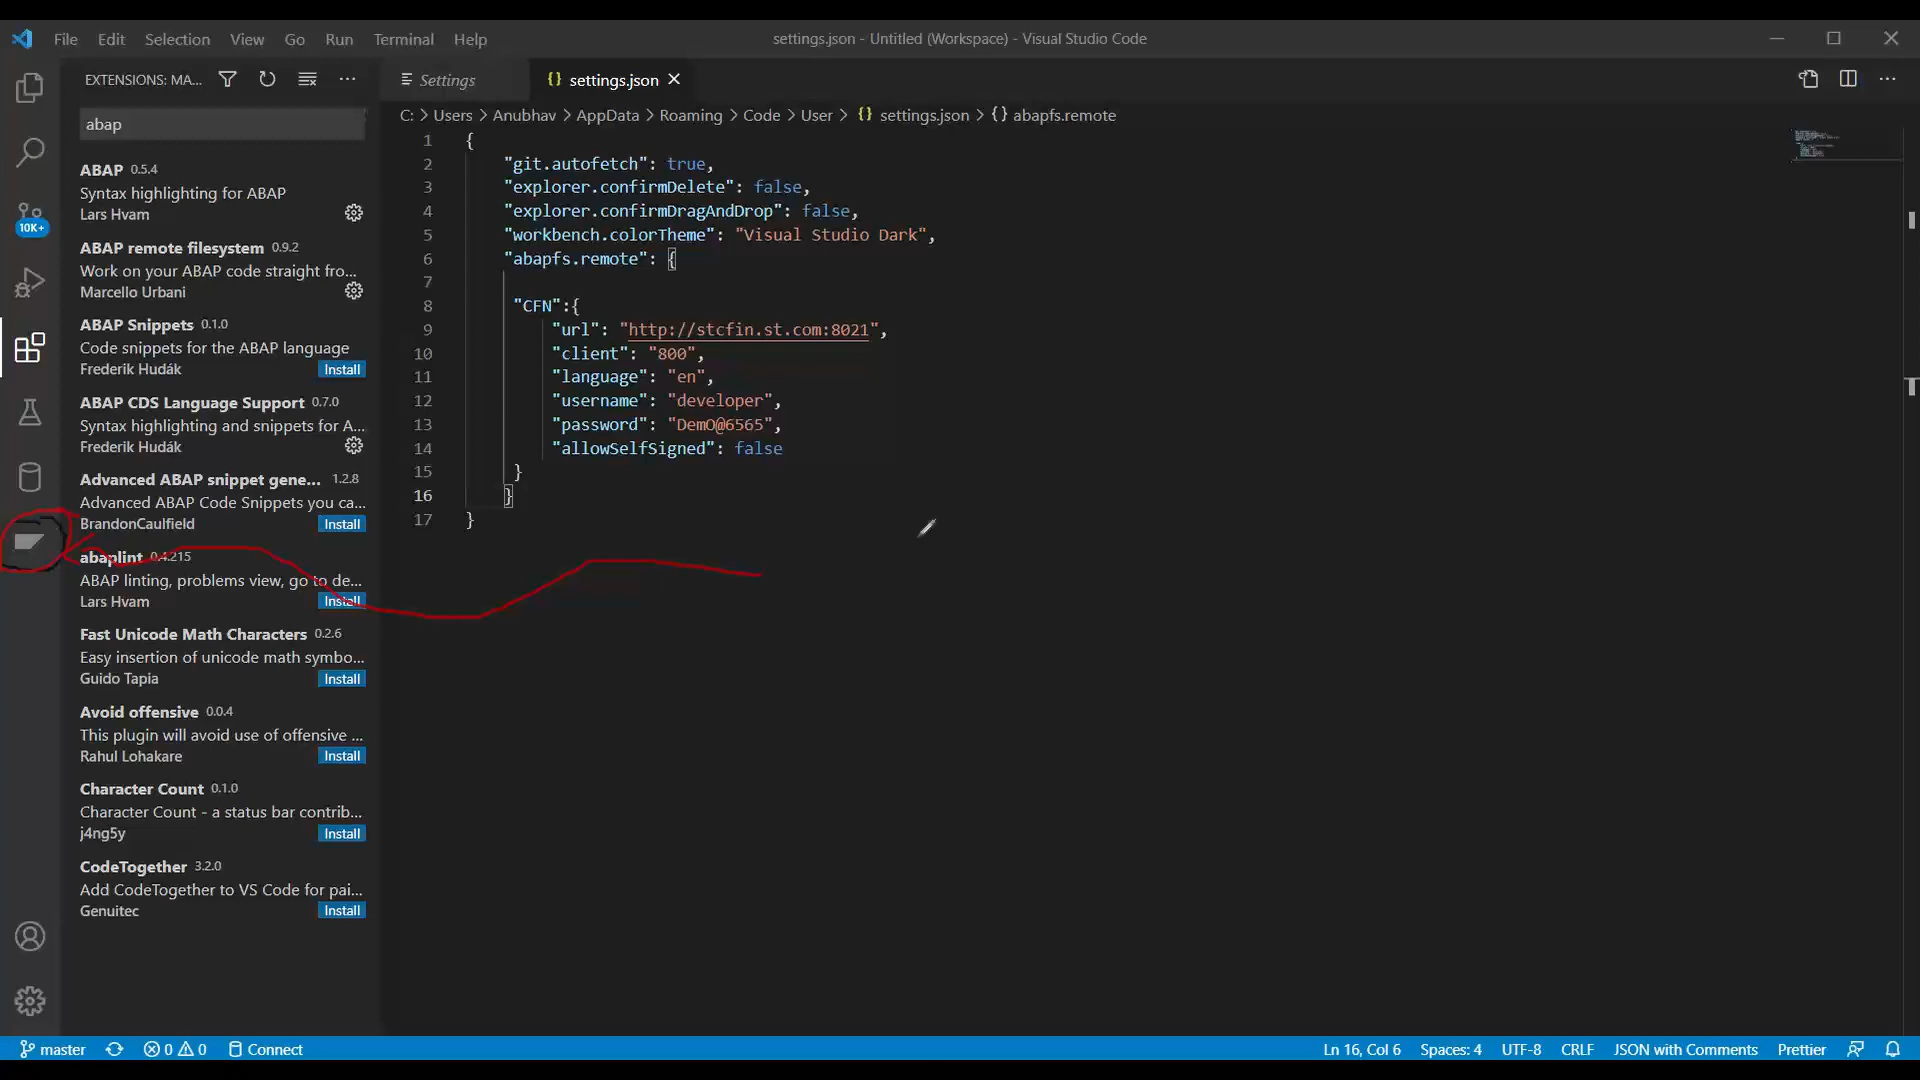 File Edit Selection View Go Run Terminal Help
settings.json - Untitled (Workspace) - Visual Studio Code
EXTENSIONS: MA...
Settings
{} settings.json
abap
C: > Users > Anubhav > AppData > Roaming > Code > User > {} settings.json > {} abapfs.remote
10K+
ABAP 0.5.4
Syntax highlighting for ABAP
Lars Hvam
ABAP remote filesystem 0.9.2
Work on your ABAP code straight fro...
Marcello Urbani
ABAP Snippets 0.1.0
Code snippets for the ABAP language
Frederik Hudák Install
ABAP CDS Language Support 0.7.0
Syntax highlighting and snippets for A...
Frederik Hudák
Advanced ABAP snippet gene... 1.2.8
Advanced ABAP Code Snippets you ca...
BrandonCaulfield Install
abaplint 0.4.215
ABAP linting, problems view, go to de...
Lars Hvam Install
Fast Unicode Math Characters 0.2.6
Easy insertion of unicode math symbo...
Guido Tapia Install
Avoid offensive 0.0.4
This plugin will avoid use of offensive ...
Rahul Lohakare Install
Character Count 0.1.0
Character Count - a status bar contrib...
j4ng5y Install
CodeTogether 3.2.0
Add CodeTogether to VS Code for pai...
Genuitec Install
1 {
2 "git.autofetch": true,
3 "explorer.confirmDelete": false,
4 "explorer.confirmDragAndDrop": false,
5 "workbench.colorTheme": "Visual Studio Dark",
6 "abapfs.remote": {
7
8 "CFN":{
9 "url": "http://stcfin.st.com:8021",
10 "client": "800",
11 "language": "en",
12 "username": "developer",
13 "password": "DemO@6565",
14 "allowSelfSigned": false
15 }
16 }
17 }
master 0 0 Connect
Ln 16, Col 6 Spaces: 4 UTF-8 CRLF JSON with Comments Prettier